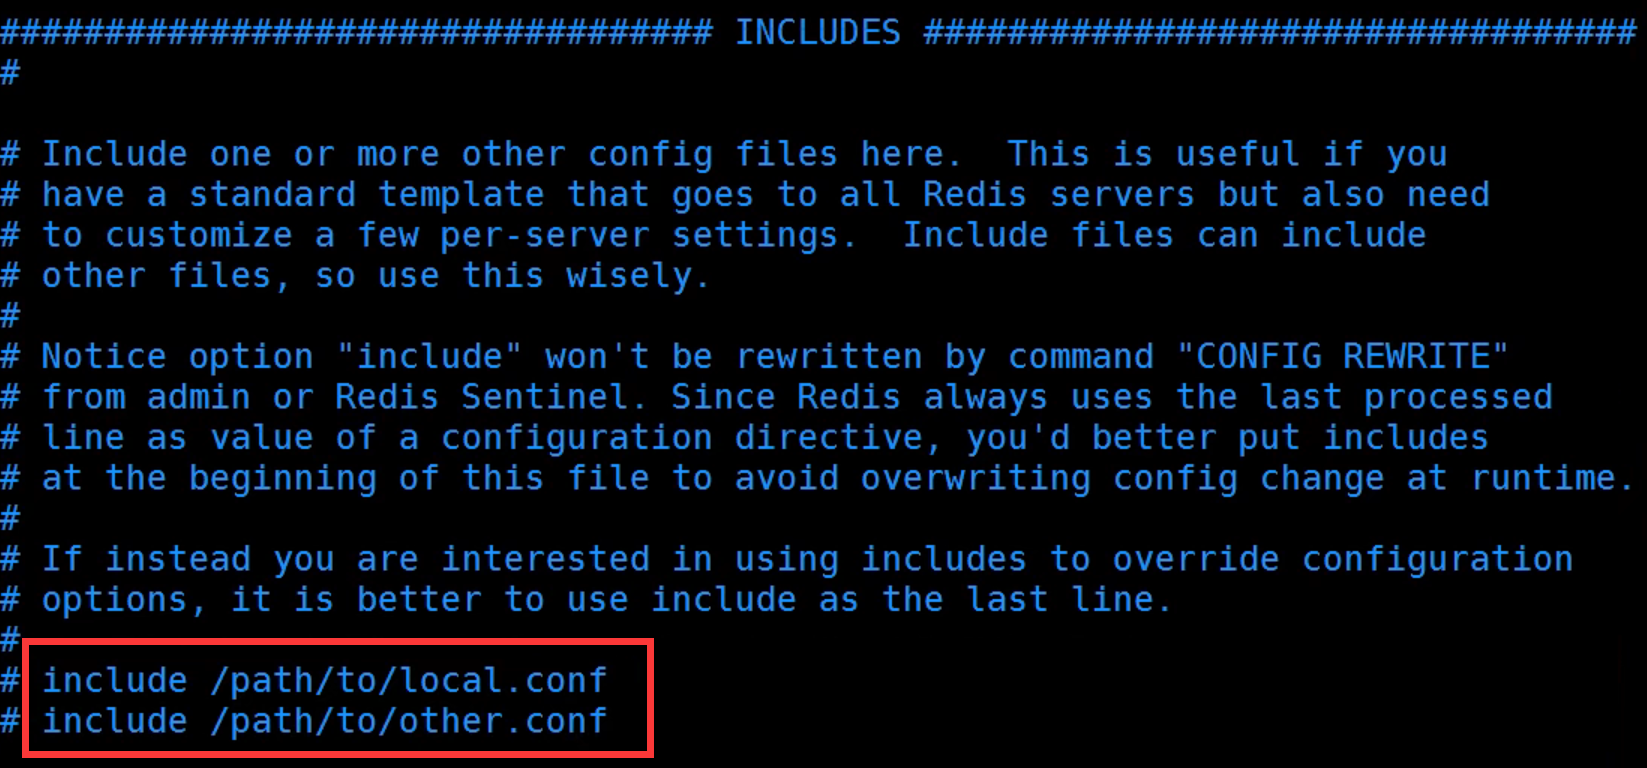 ################################## INCLUDES ##################################
#
# Include one or more other config files here.  This is useful if you
# have a standard template that goes to all Redis servers but also need
# to customize a few per-server settings.  Include files can include
# other files, so use this wisely.
#
# Notice option "include" won't be rewritten by command "CONFIG REWRITE"
# from admin or Redis Sentinel. Since Redis always uses the last processed
# line as value of a configuration directive, you'd better put includes
# at the beginning of this file to avoid overwriting config change at runtime.
#
# If instead you are interested in using includes to override configuration
# options, it is better to use include as the last line.
#
# include /path/to/local.conf
# include /path/to/other.conf